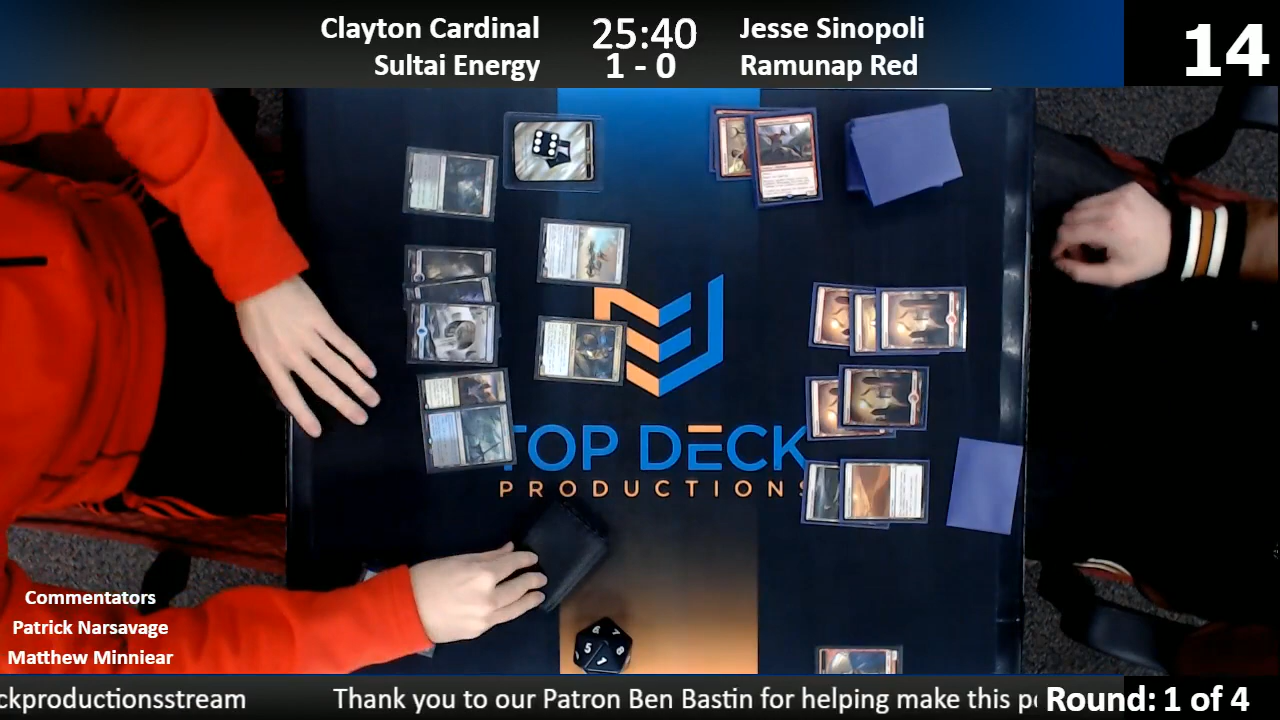 Clayton Cardinal
Sultai Energy
25:40
1 - 0
Jesse Sinopoli
Ramunap Red
14
TOP DECK
PRODUCTIONS
Commentators
Patrick Narsavage
Matthew Minniear
ckproductionsstream
Thank you to our Patron Ben Bastin for helping make this
Round: 1 of 4